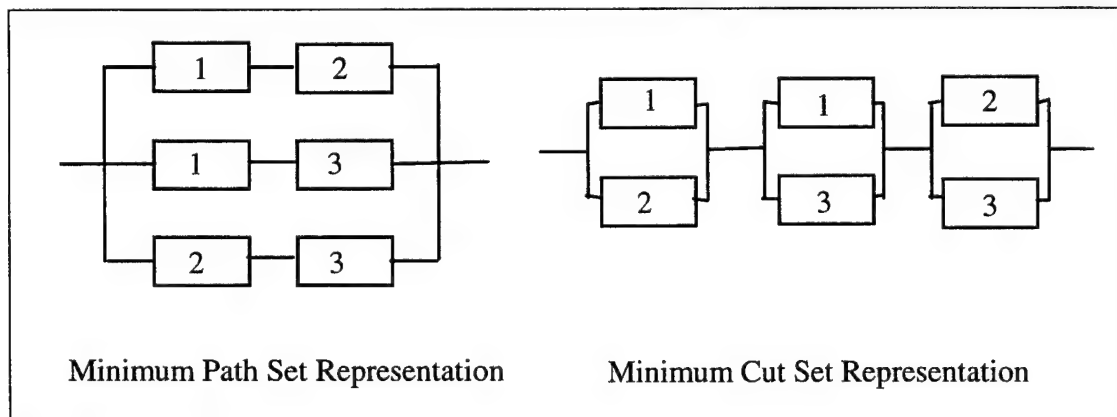 1 2
1 3
2 3
1 1 2
2 3 3
Minimum Path Set Representation
Minimum Cut Set Representation